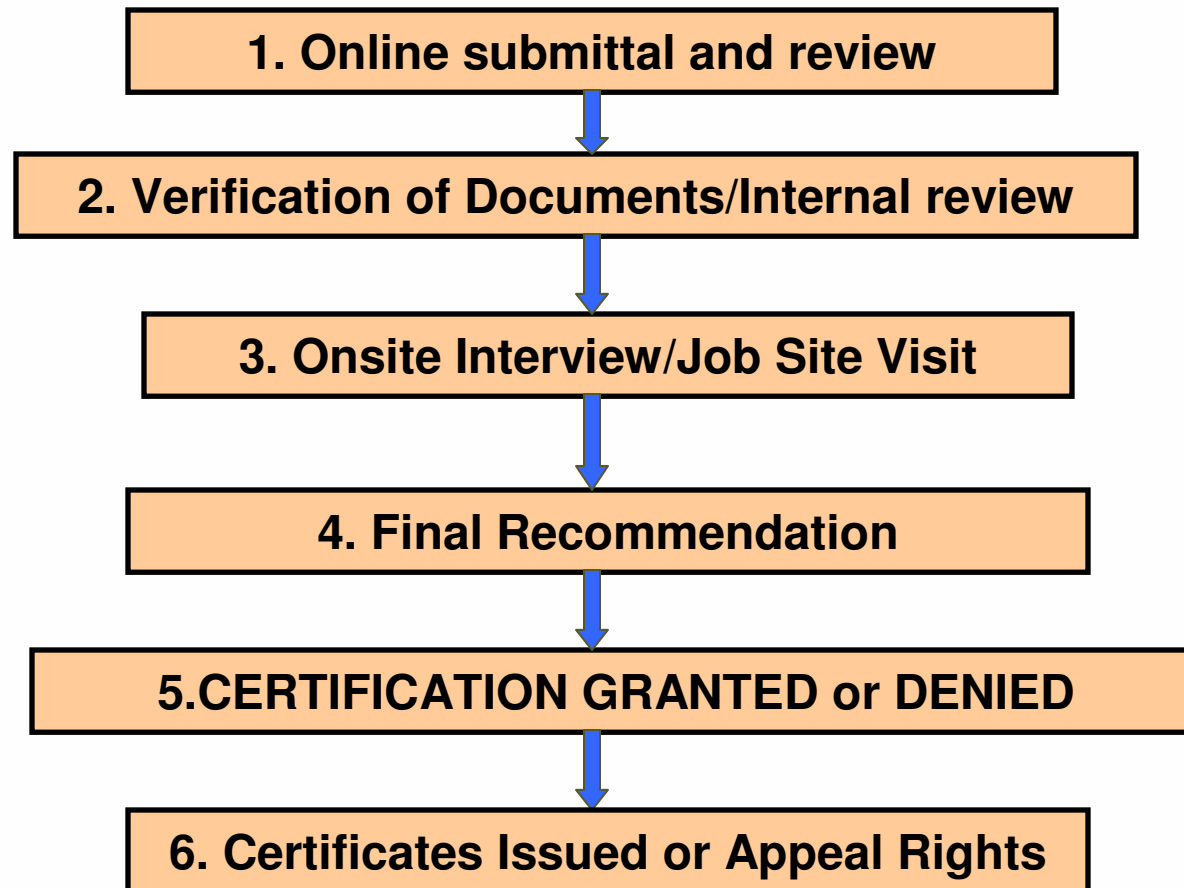 1. Online submittal and review
2. Verification of Documents/Internal review
3. Onsite Interview/Job Site Visit
4. Final Recommendation
5.CERTIFICATION GRANTED or DENIED
6. Certificates Issued or Appeal Rights